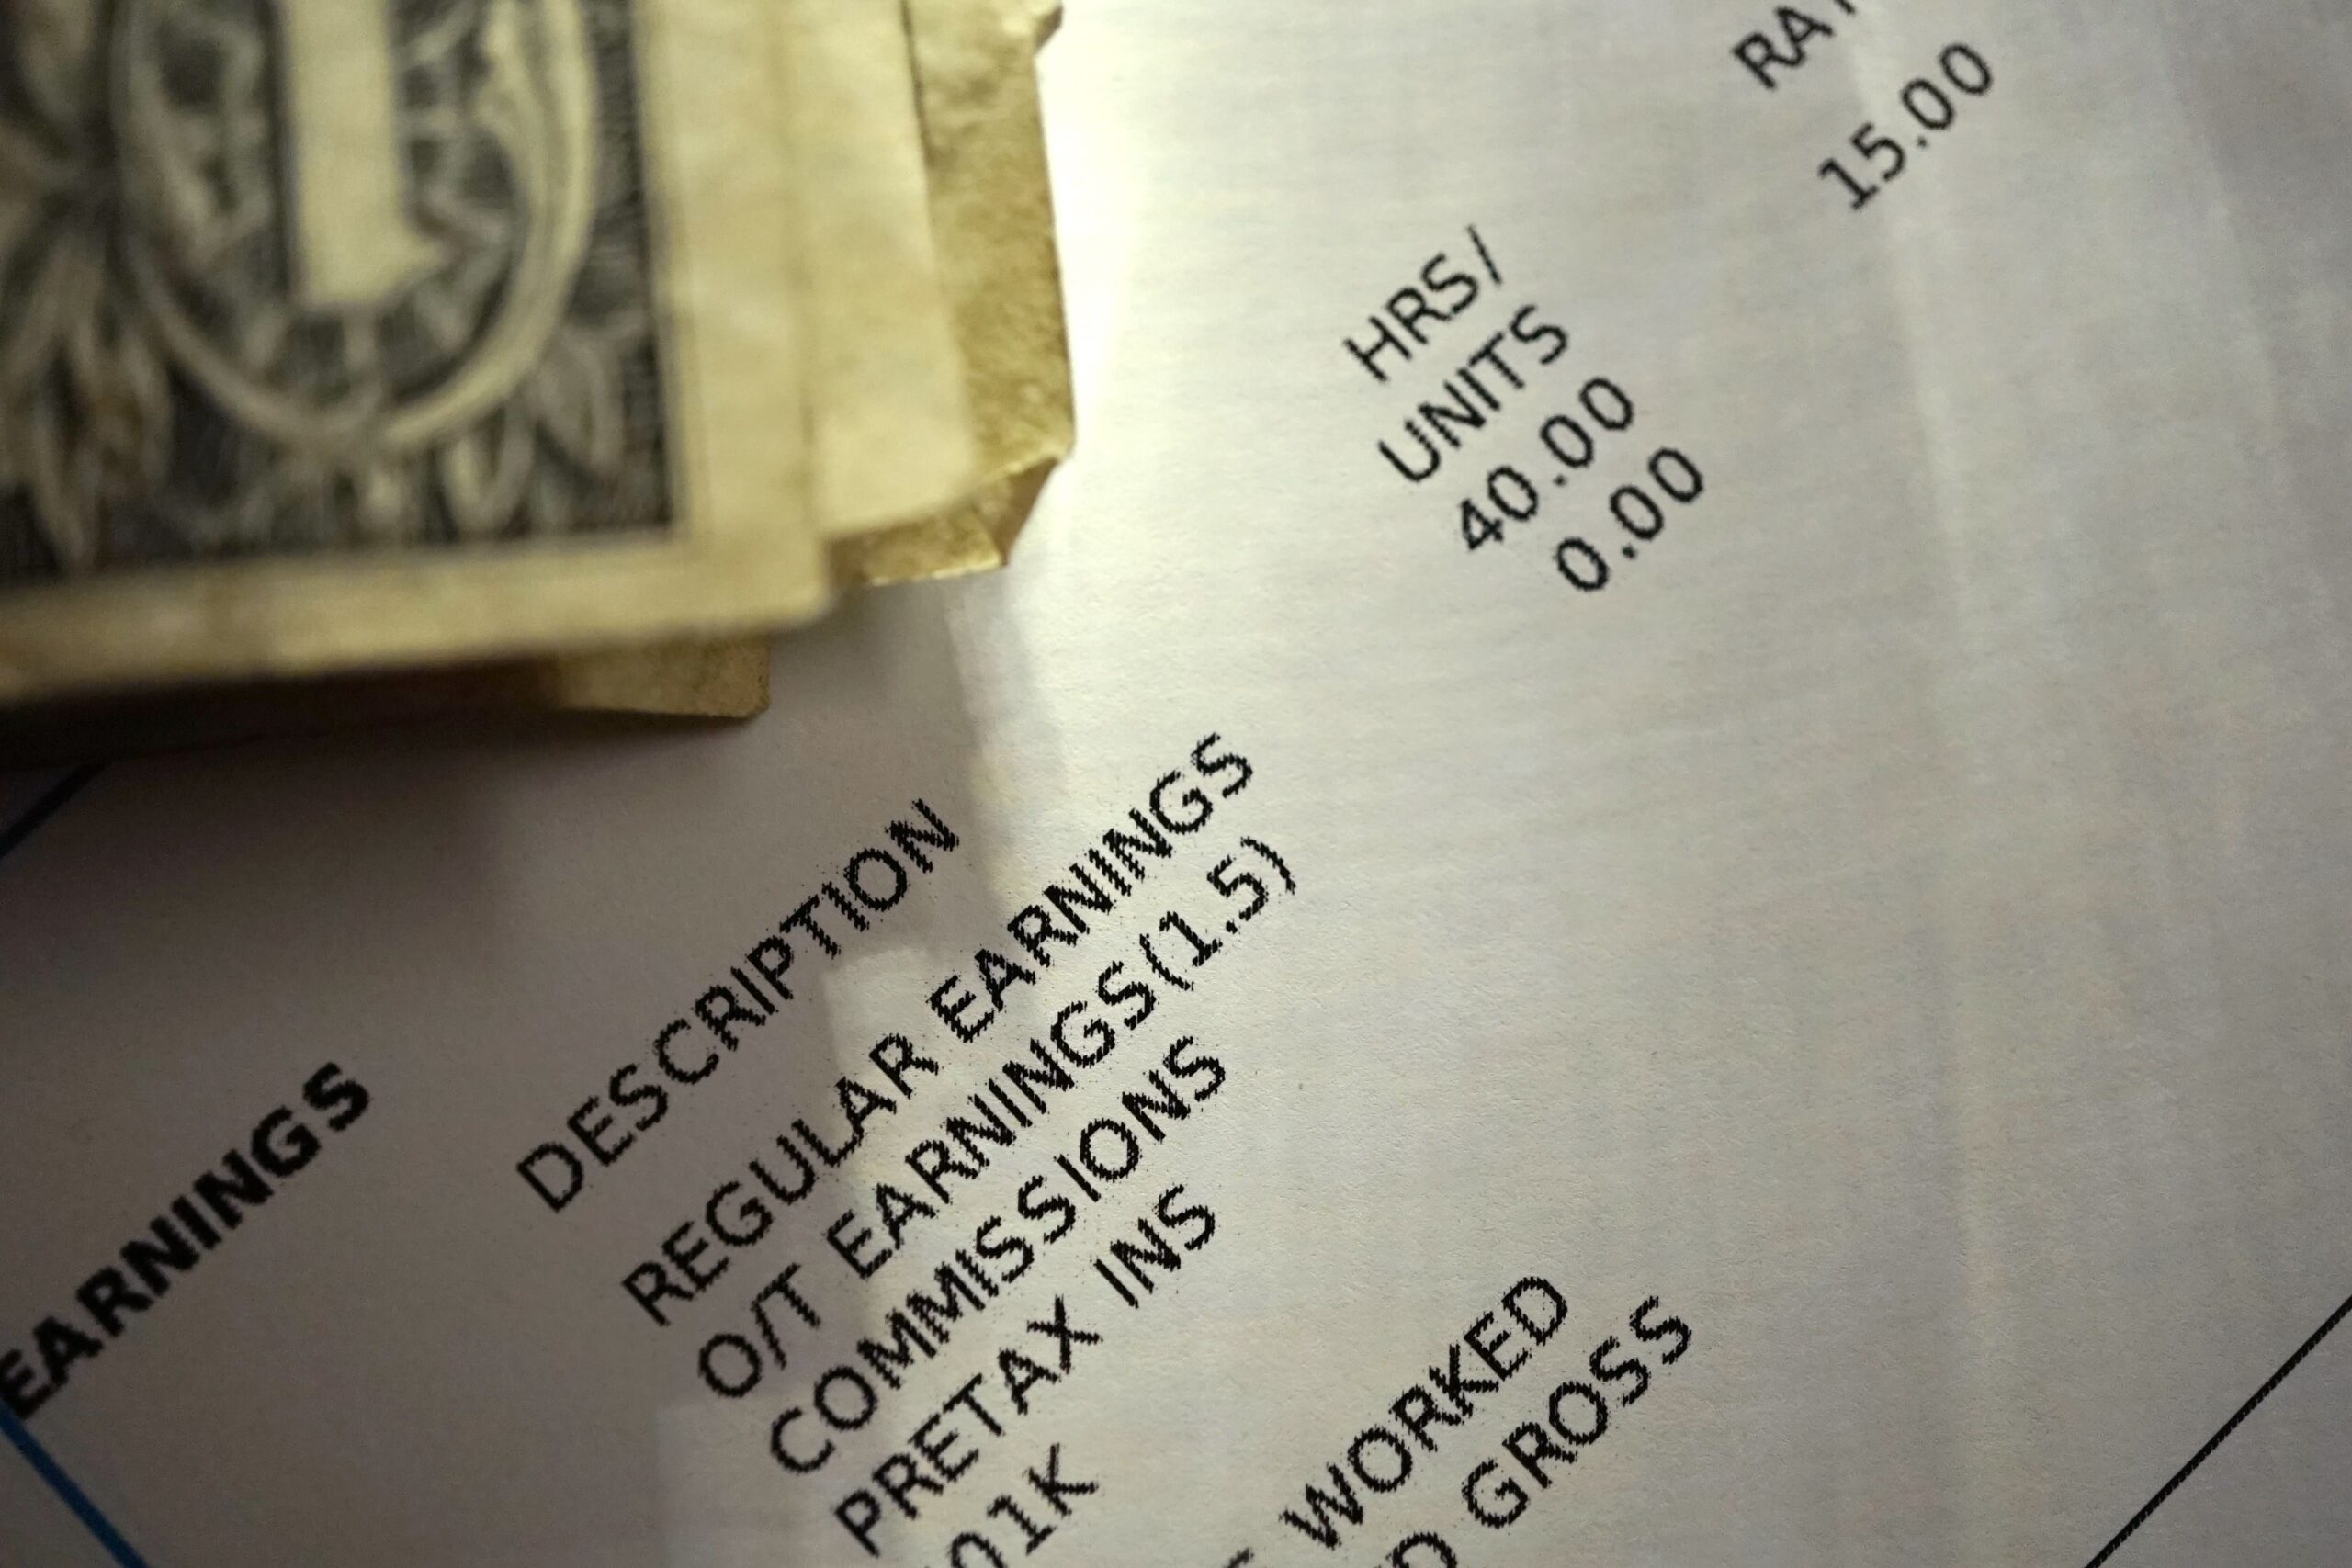 EARNINGS
DESCRIPTION
HRS/
UNITS
REGULAR EARNINGS
40.00
15.00
O/T EARNINGS(1.5)
0.00
COMMISSIONS
PRETAX INS
WORKED
GROSS
1